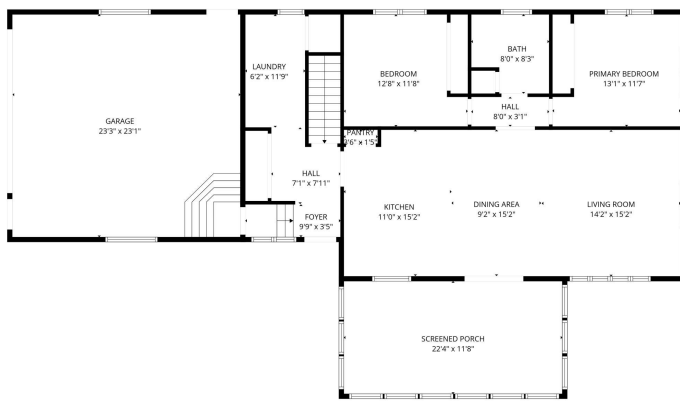 LAUNDRY
6'2" x 11'9"
BEDROOM
12'8" x 11'8"
BATH
8'0" x 8'3"
PRIMARY BEDROOM
13'1" x 11'7"
HALL
8'0" x 3'1"
GARAGE
23'3" x 23'1"
PANTRY
HALL
7'1" x 7'11"
KITCHEN
11'0" x 15'2"
DINING AREA
9'2" x 15'2"
LIVING ROOM
14'2" x 15'2"
FOYER
9'9" x 3'5"
SCREENED PORCH
22'4" x 11'8"